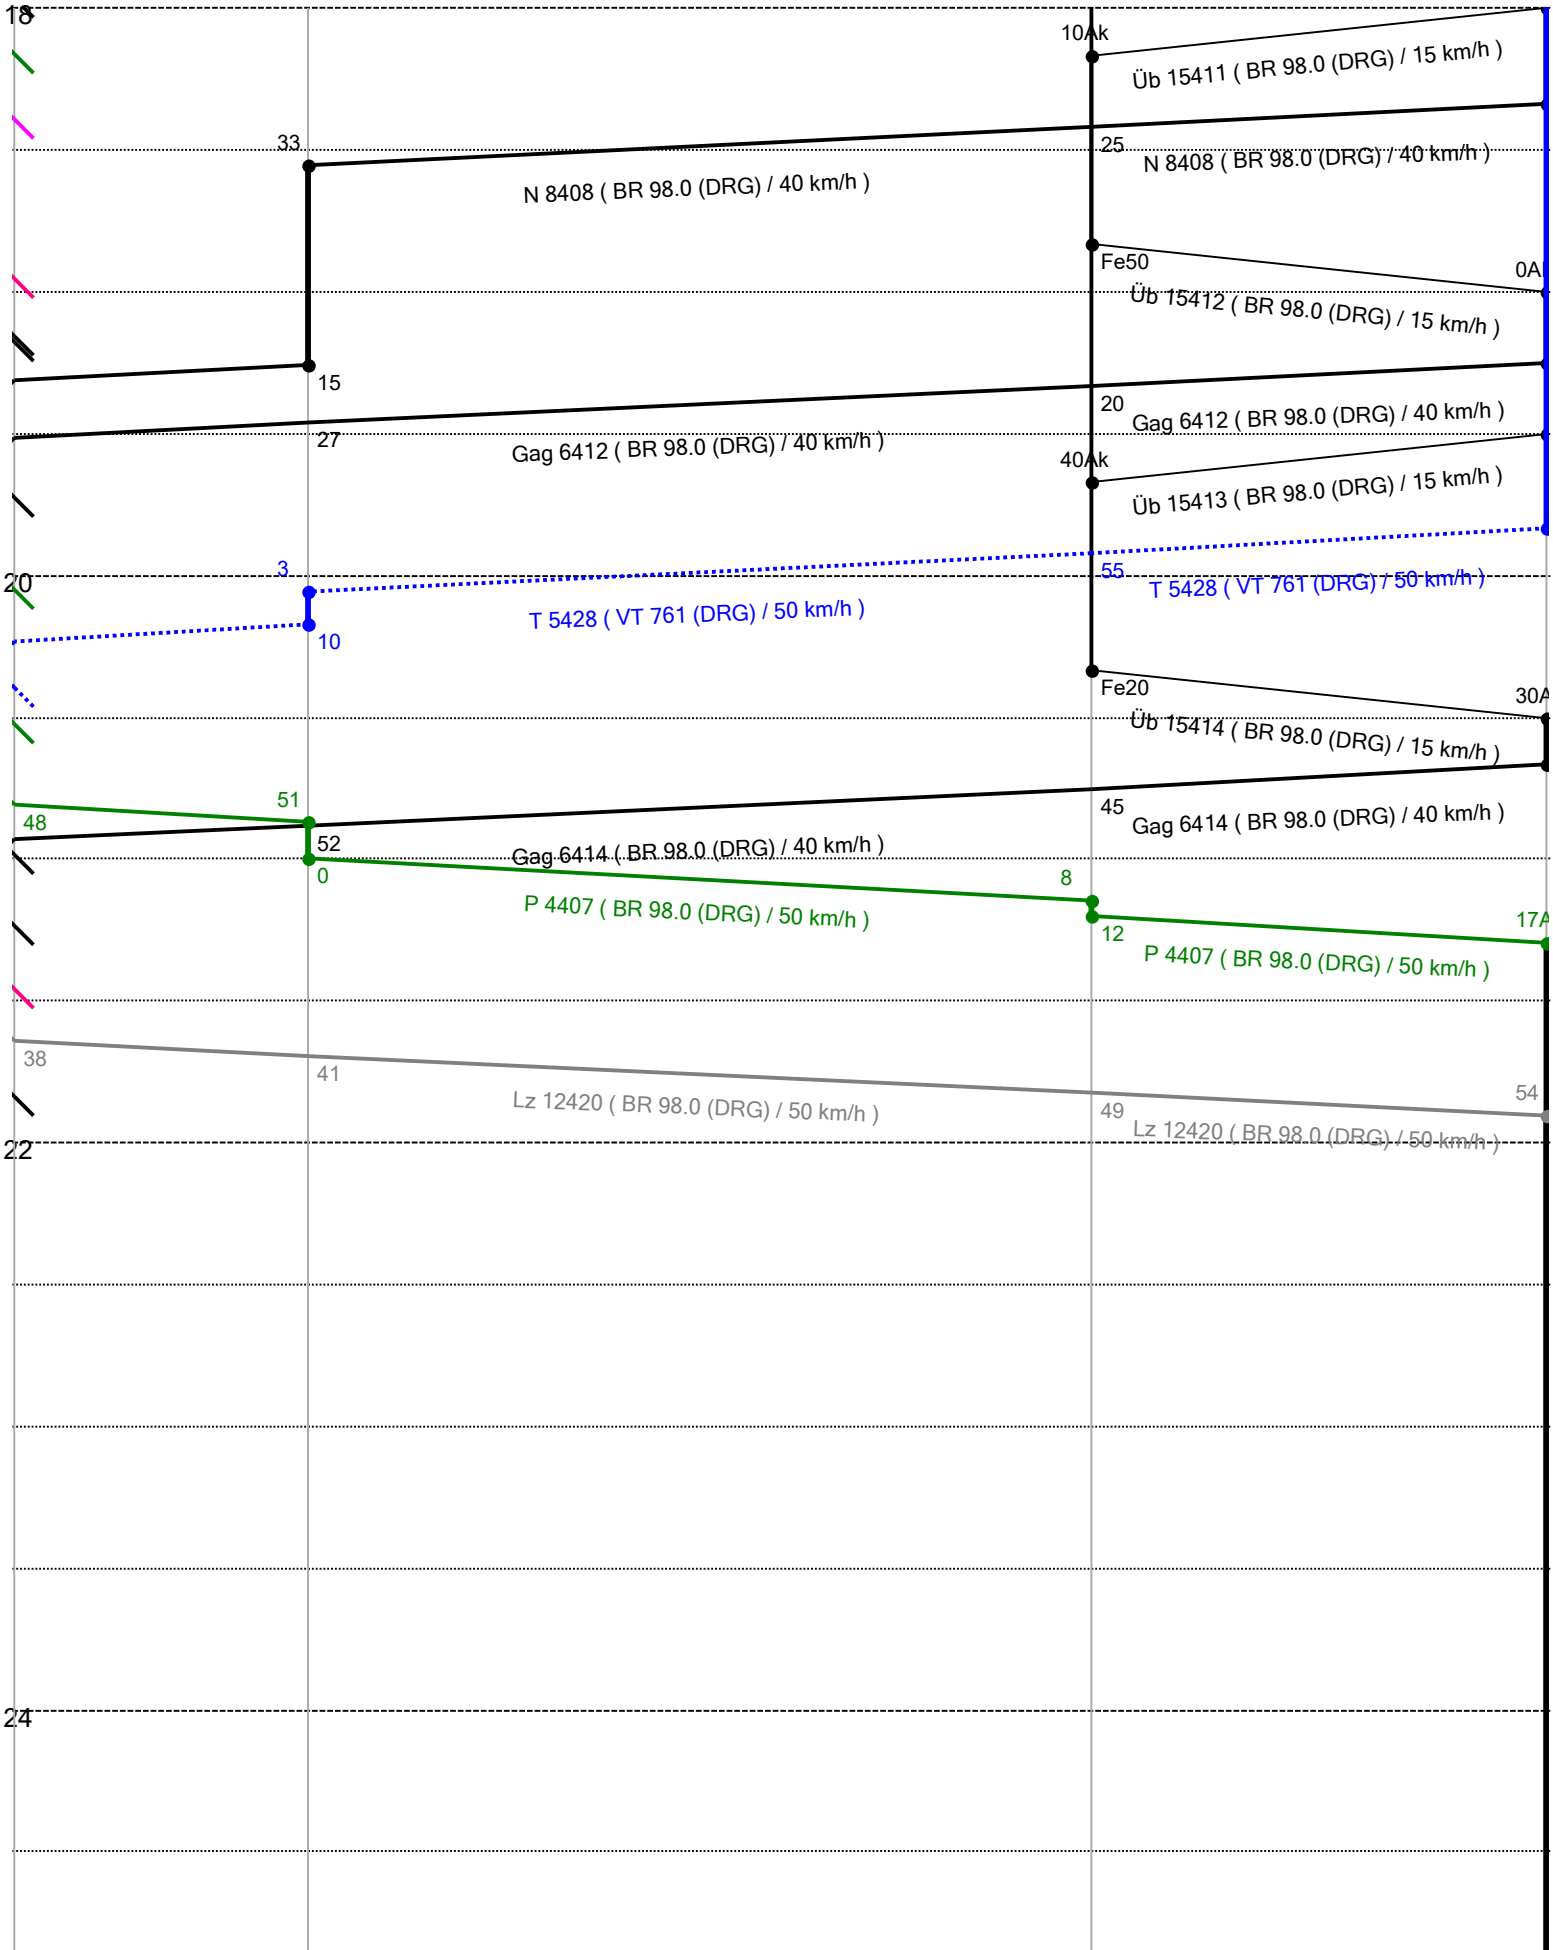 18
10Ak
Üb 15411 ( BR 98.0 (DRG) / 15 km/h )
33
25
N 8408 ( BR 98.0 (DRG) / 40 km/h )
N 8408 ( BR 98.0 (DRG) / 40 km/h )
Fe50
0A
Üb 15412 ( BR 98.0 (DRG) / 15 km/h )
15
20
Gag 6412 ( BR 98.0 (DRG) / 40 km/h )
27
Gag 6412 ( BR 98.0 (DRG) / 40 km/h )
40Ak
Üb 15413 ( BR 98.0 (DRG) / 15 km/h )
3
20
55
T 5428 ( VT 761 (DRG) / 50 km/h )
T 5428 ( VT 761 (DRG) / 50 km/h )
10
Fe20
30A
Üb 15414 ( BR 98.0 (DRG) / 15 km/h )
51
48
45
Gag 6414 ( BR 98.0 (DRG) / 40 km/h )
52
Gag 6414 ( BR 98.0 (DRG) / 40 km/h )
0
8
P 4407 ( BR 98.0 (DRG) / 50 km/h )
12
17A
P 4407 ( BR 98.0 (DRG) / 50 km/h )
38
41
54
Lz 12420 ( BR 98.0 (DRG) / 50 km/h )
49
Lz 12420 ( BR 98.0 (DRG) / 50 km/h )
22
24